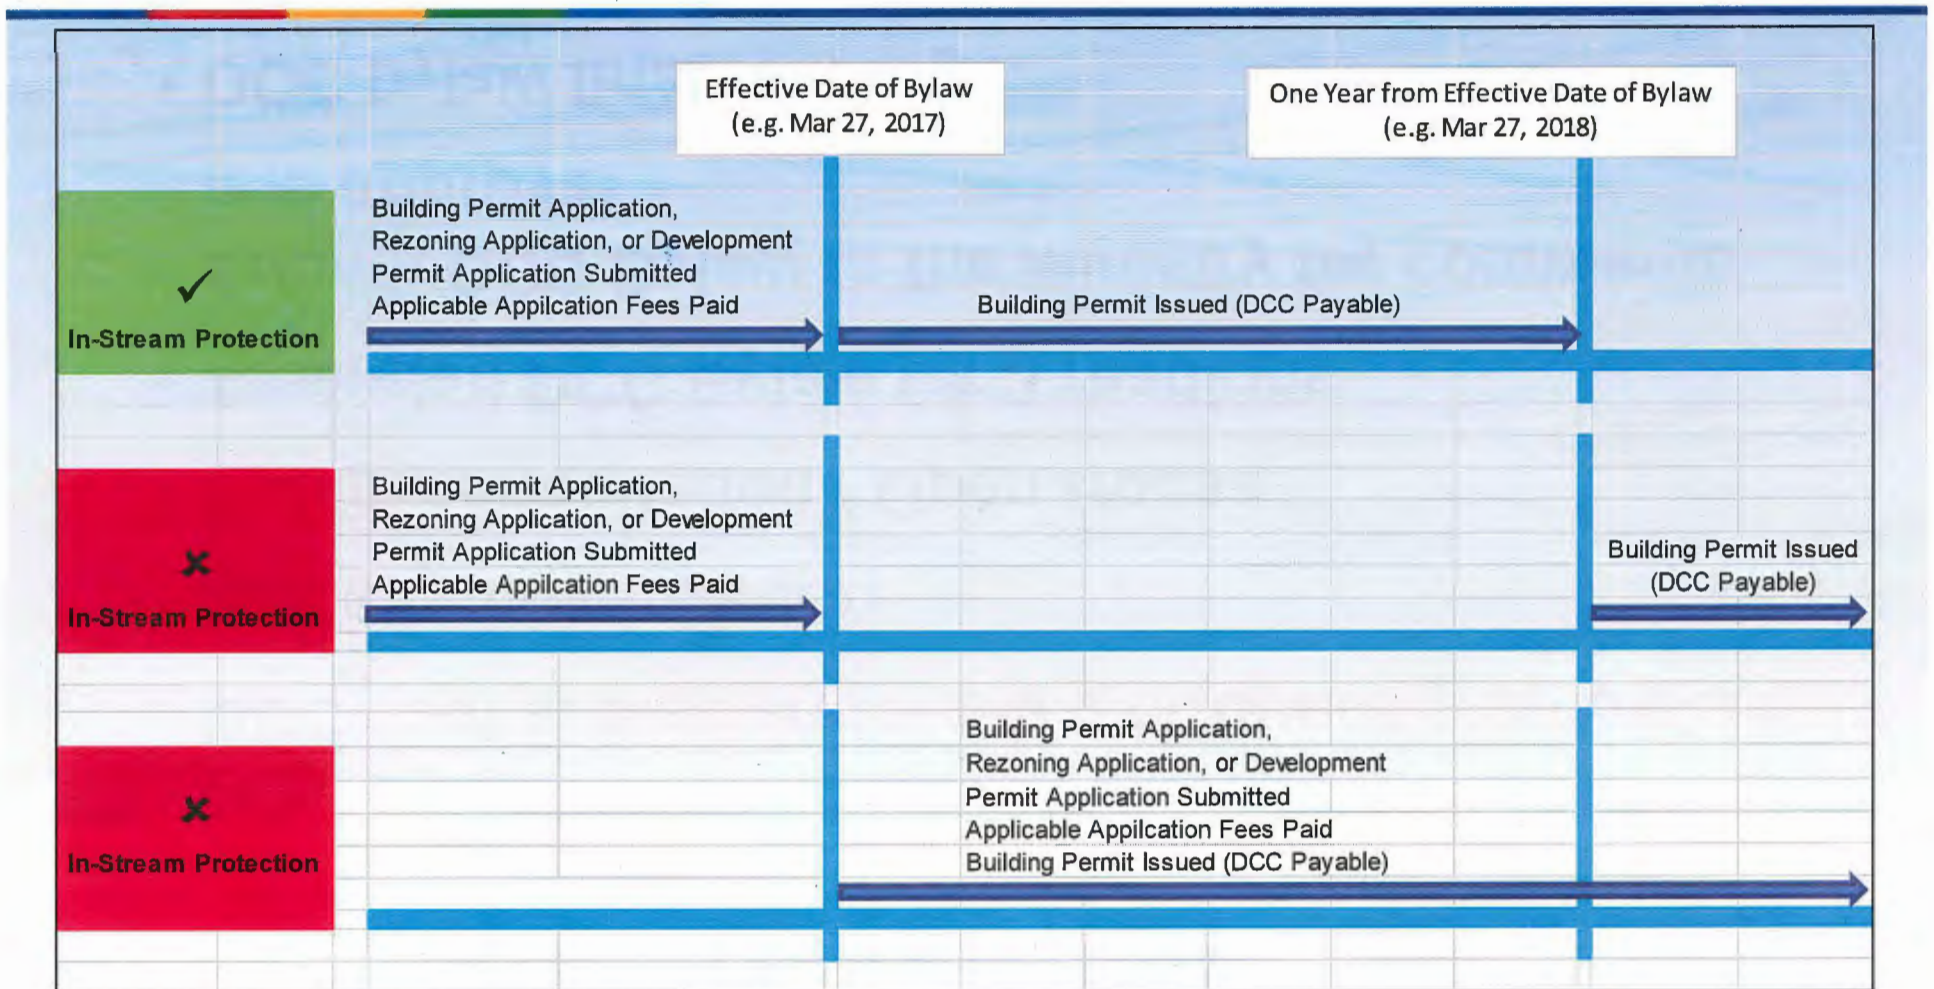 Effective Date of Bylaw
(e.g. Mar 27, 2017)
One Year from Effective Date of Bylaw
(e.g. Mar 27, 2018)
✓
In-Stream Protection
Building Permit Application,
Rezoning Application, or Development
Permit Application Submitted
Applicable Appilcation Fees Paid
Building Permit Issued (DCC Payable)
✘
In-Stream Protection
Building Permit Application,
Rezoning Application, or Development
Permit Application Submitted
Applicable Appilcation Fees Paid
Building Permit Issued
(DCC Payable)
✘
In-Stream Protection
Building Permit Application,
Rezoning Application, or Development
Permit Application Submitted
Applicable Appilcation Fees Paid
Building Permit Issued (DCC Payable)